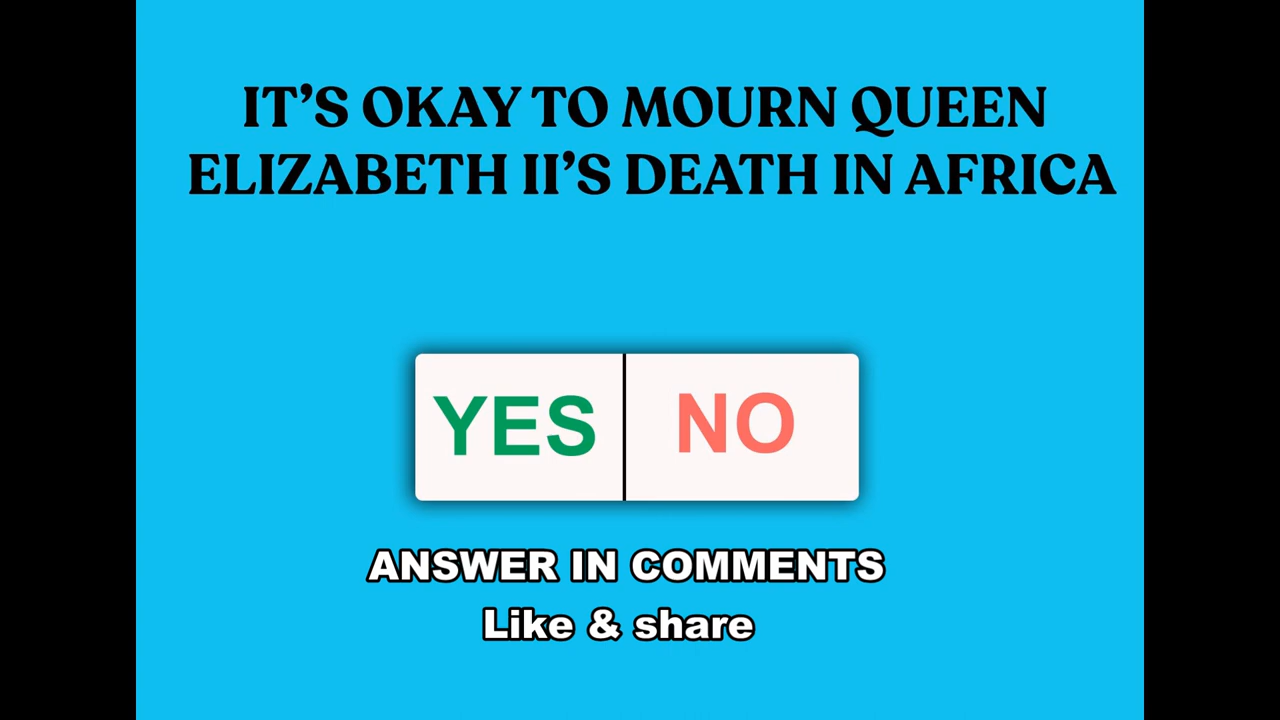 IT’S OKAY TO MOURN QUEEN
ELIZABETH II’S DEATH IN AFRICA
YES NO
ANSWER IN COMMENTS
Like & share